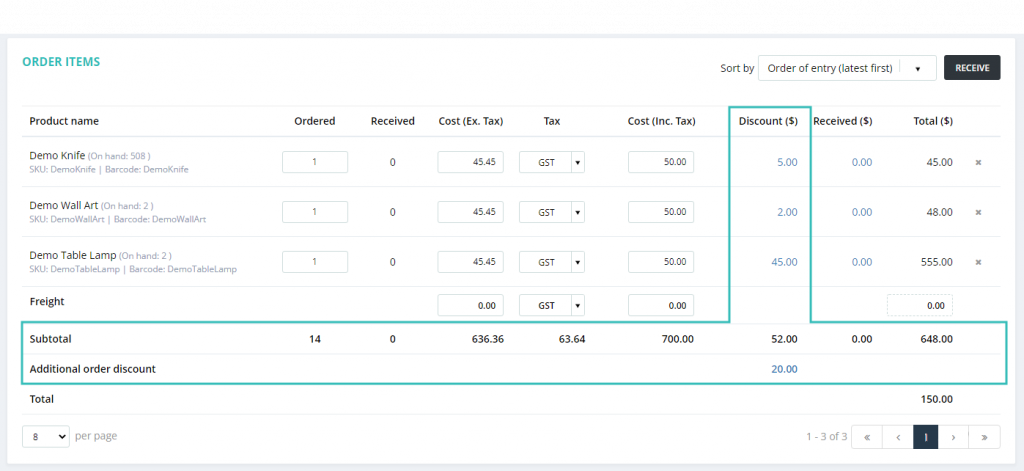 ORDER ITEMS
Sort by Order of entry (latest first) RECEIVE
Product name Ordered Received Cost (Ex. Tax) Tax Cost (Inc. Tax) Discount ($) Received ($) Total ($)
Demo Knife (On hand: 508 ) 1 0 45.45 GST 50.00 5.00 0.00 45.00
SKU: DemoKnife | Barcode: DemoKnife
Demo Wall Art (On hand: 2 ) 1 0 45.45 GST 50.00 2.00 0.00 48.00
SKU: DemoWallArt | Barcode: DemoWallArt
Demo Table Lamp (On hand: 2 ) 1 0 45.45 GST 50.00 45.00 0.00 555.00
SKU: DemoTableLamp | Barcode: DemoTableLamp
Freight 0.00 GST 0.00 0.00
Subtotal 14 0 636.36 63.64 700.00 52.00 0.00 648.00
Additional order discount 20.00
Total 150.00
8 per page 1 - 3 of 3 « ‹ 1 › »